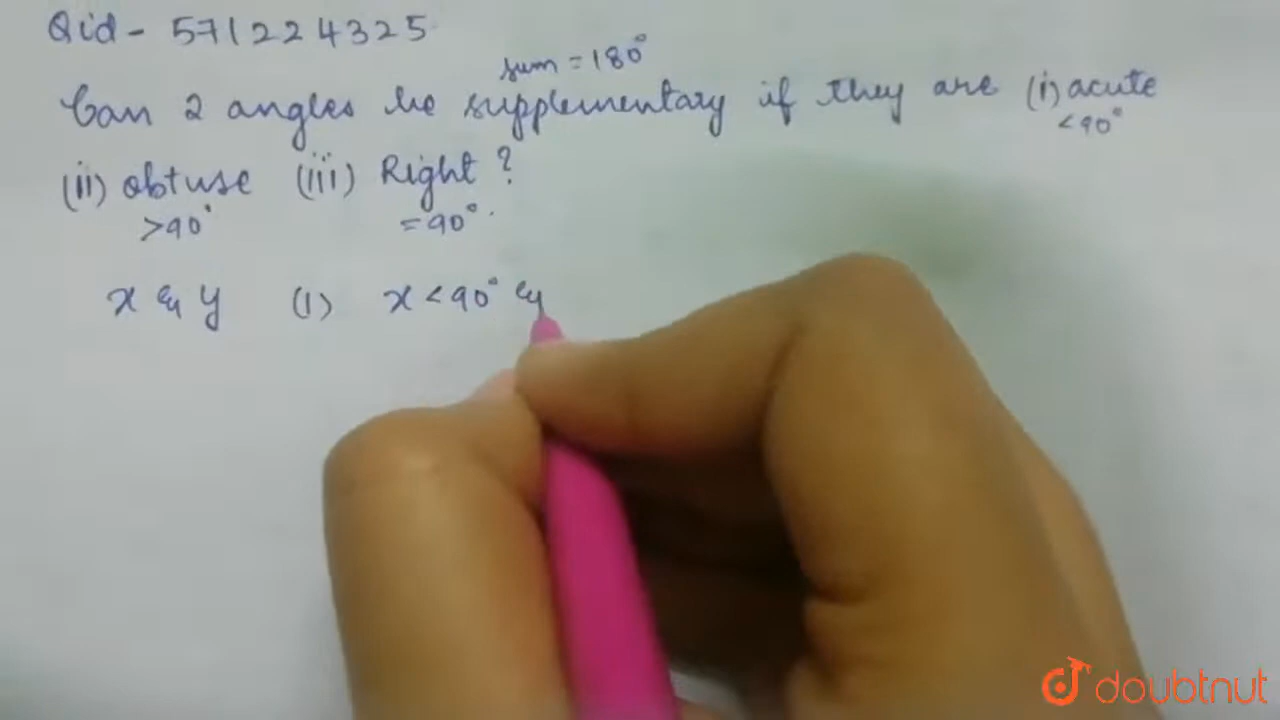 Qid - 571224325
sum = 180°
Can 2 angles be supplementary if they are (i) acute
<90°
(ii) obtuse (iii) Right ?
>90° =90°.
x & y (1) x < 90° &
doubtnut